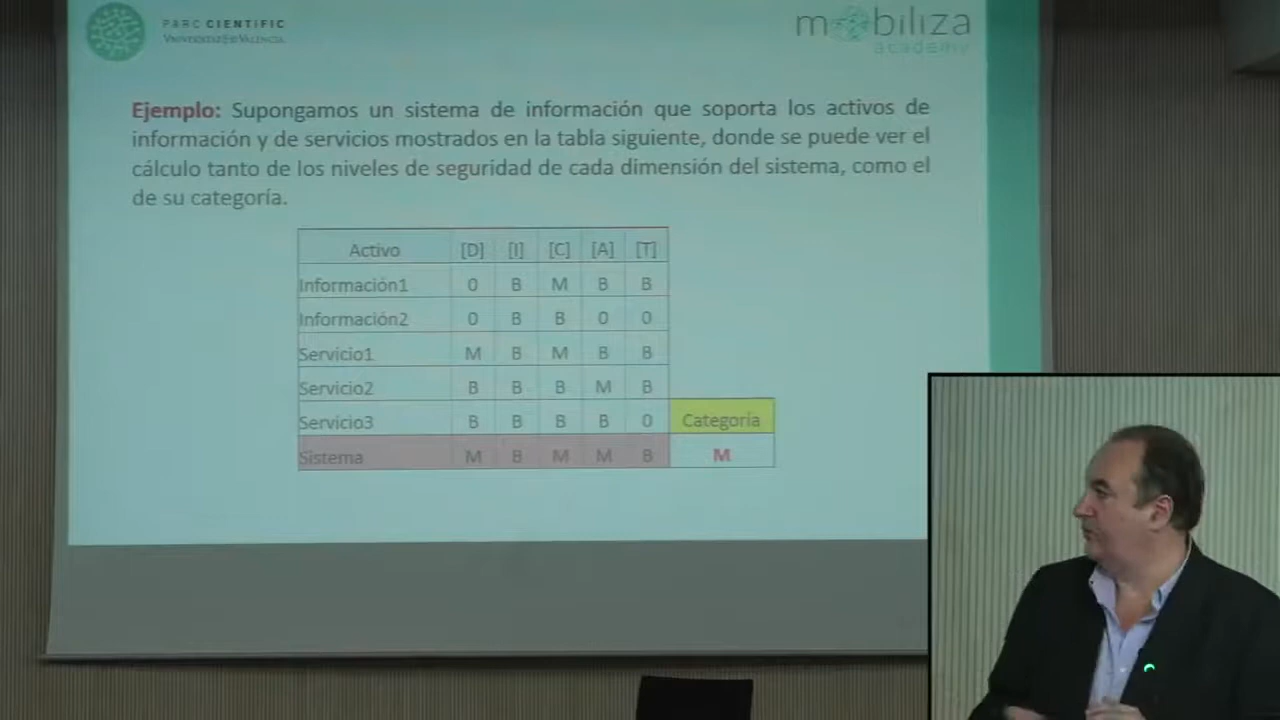 PARC CIENTIFIC
VNIVERSITAT D VALÈNCIA
mobiliza
academy
Ejemplo: Supongamos un sistema de información que soporta los activos de
información y de servicios mostrados en la tabla siguiente, donde se puede ver el
cálculo tanto de los niveles de seguridad de cada dimensión del sistema, como el
de su categoría.
Activo [D] [I] [C] [A] [T]
Información1 0 B M B B
Información2 0 B B 0 0
Servicio1 M B M B B
Servicio2 B B B M B
Servicio3 B B B B 0 Categoría
Sistema M B M M B M